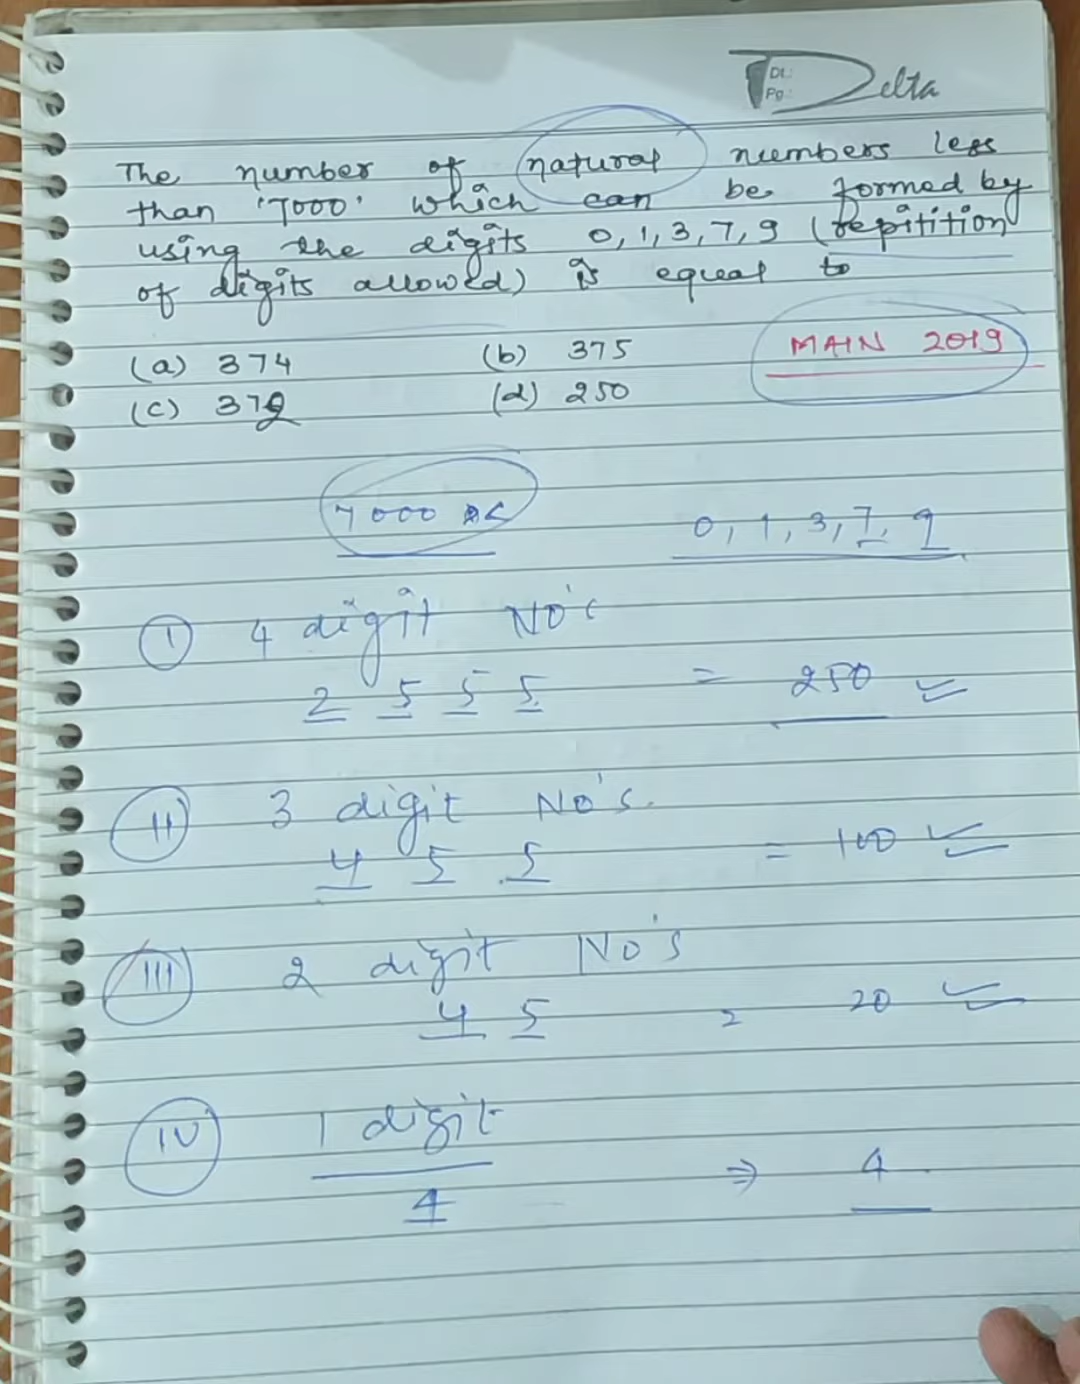 Dt.:
Pg.:
Delta
The number of natural numbers less
than '7000' which can be formed by
using the digits 0, 1, 3, 7, 9 (repitition
of digits allowed) is equal to
(a) 374 (b) 375 MAIN 2019
(c) 372 (d) 250
7000 < 0, 1, 3, 7, 9
I 4 digit No's
2 5 5 5 = 250
II 3 digit No's.
4 5 5 = 100
III 2 digit No's
4 5 = 20
IV 1 digit
4 ⇒ 4